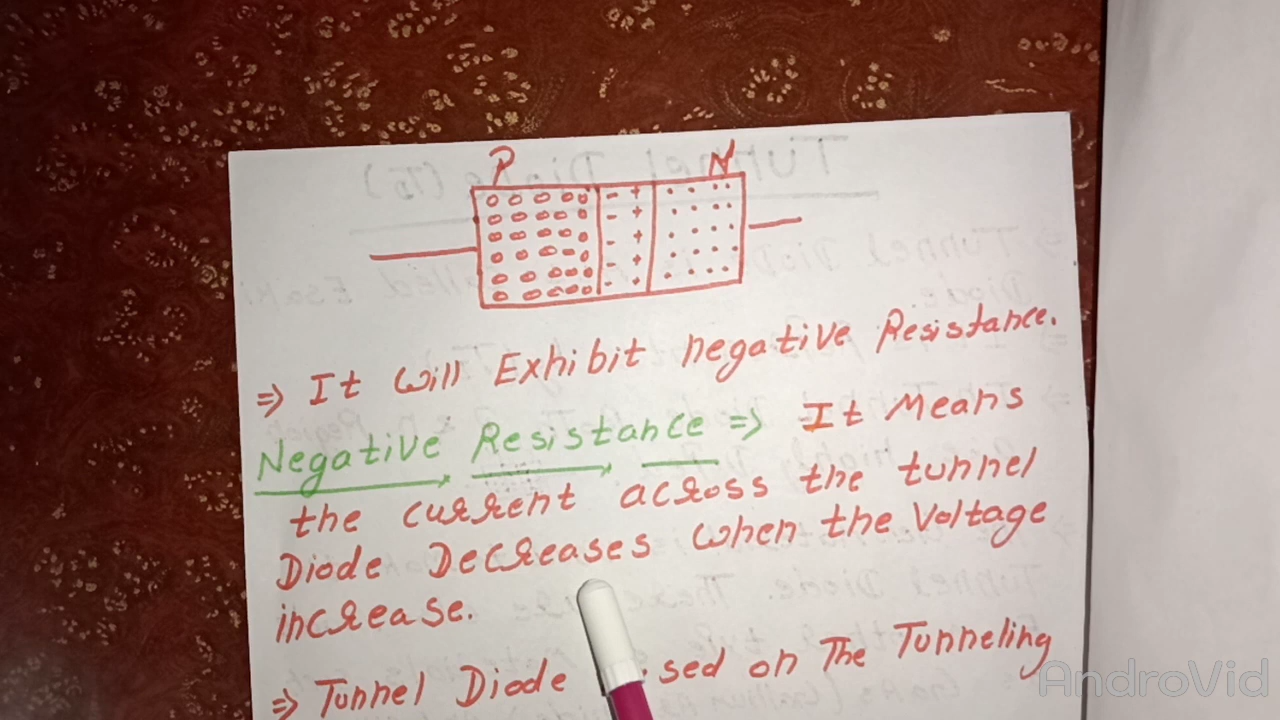 P N
- +
- +
- +
- +
- +
⇒ It will Exhibit negative Resistance.
Negative Resistance ⇒ It Means
the current across the tunnel
Diode Decreases when the Voltage
increase.
⇒ Tunnel Diode sed on The Tunneling
AndroVid